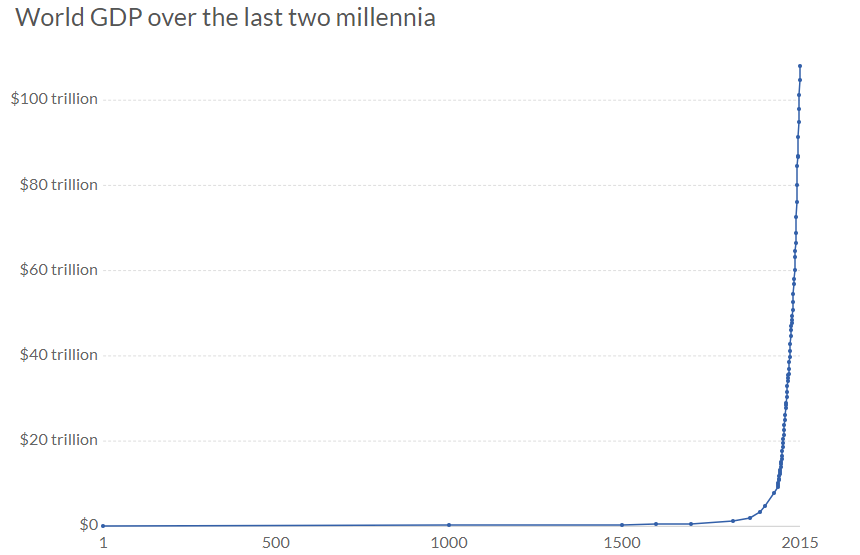 World GDP over the last two millennia
$100 trillion
$80 trillion
$60 trillion
$40 trillion
$20 trillion
$0
1 500 1000 1500 2015